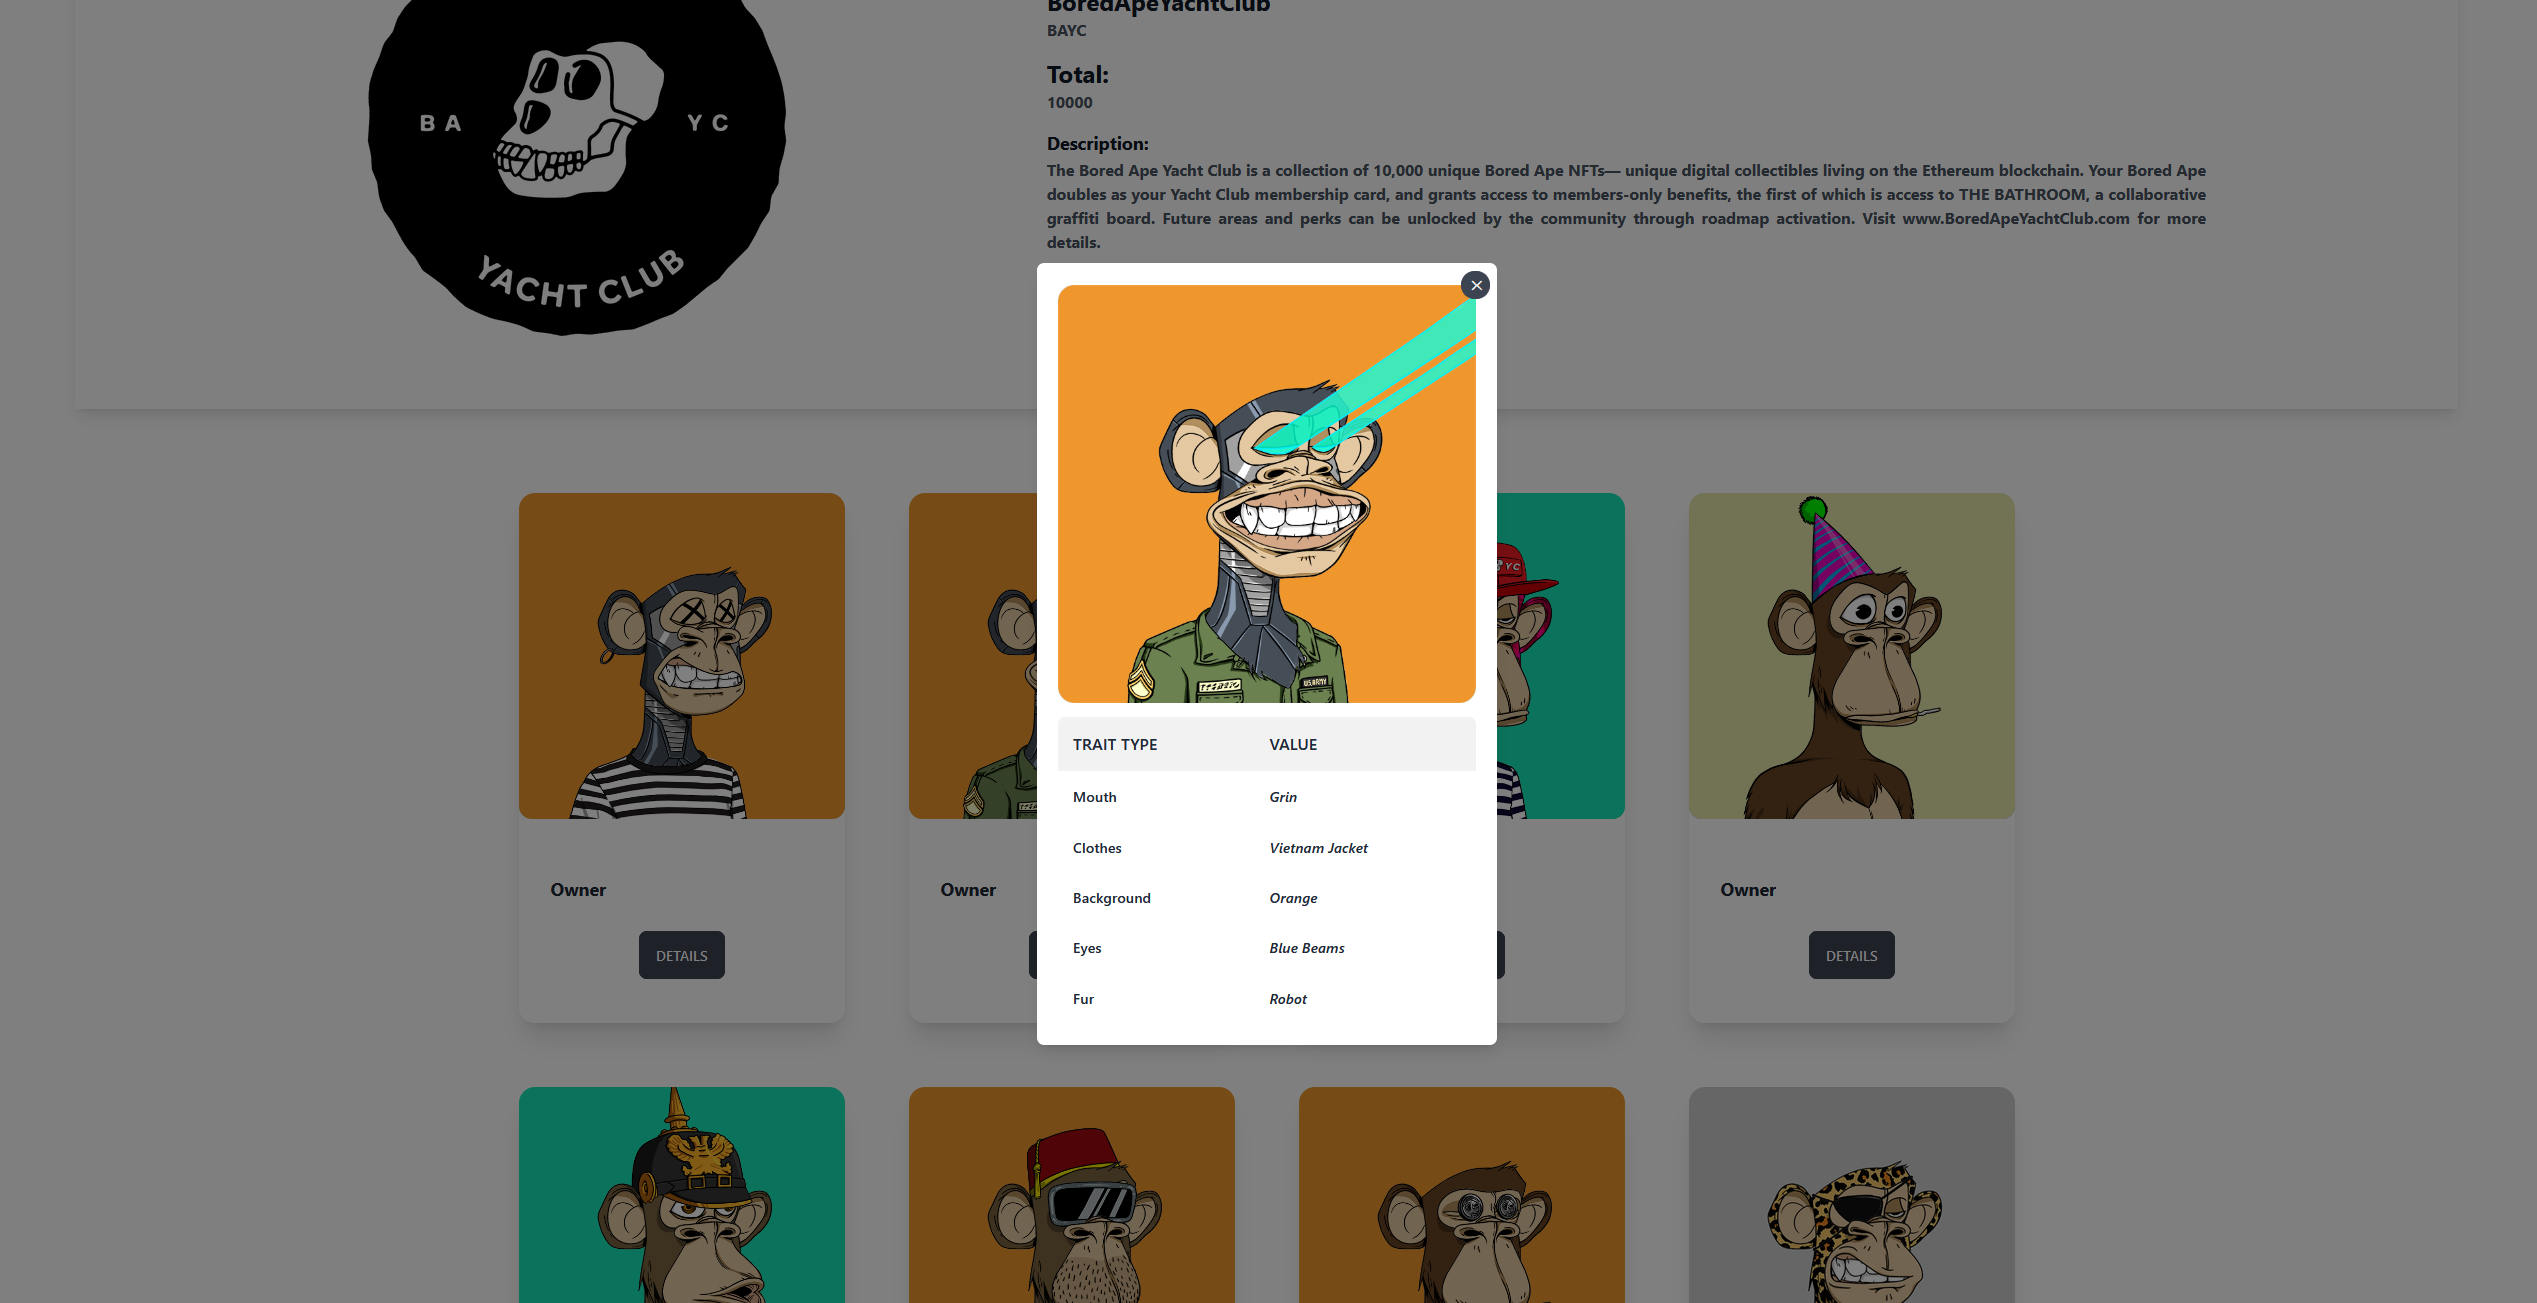 BoredApeYachtClub
BAYC
Total:
10000
Description:
The Bored Ape Yacht Club is a collection of 10,000 unique Bored Ape NFTs— unique digital collectibles living on the Ethereum blockchain. Your Bored Ape
doubles as your Yacht Club membership card, and grants access to members-only benefits, the first of which is access to THE BATHROOM, a collaborative
graffiti board. Future areas and perks can be unlocked by the community through roadmap activation. Visit www.BoredApeYachtClub.com for more
details.
B A
Y C
YACHT CLUB
US.ARMY
TRAIT TYPE VALUE
Mouth Grin
Clothes Vietnam Jacket
Background Orange
Eyes Blue Beams
Fur Robot
YC
Owner
Owner
Owner
DETAILS
DETAILS